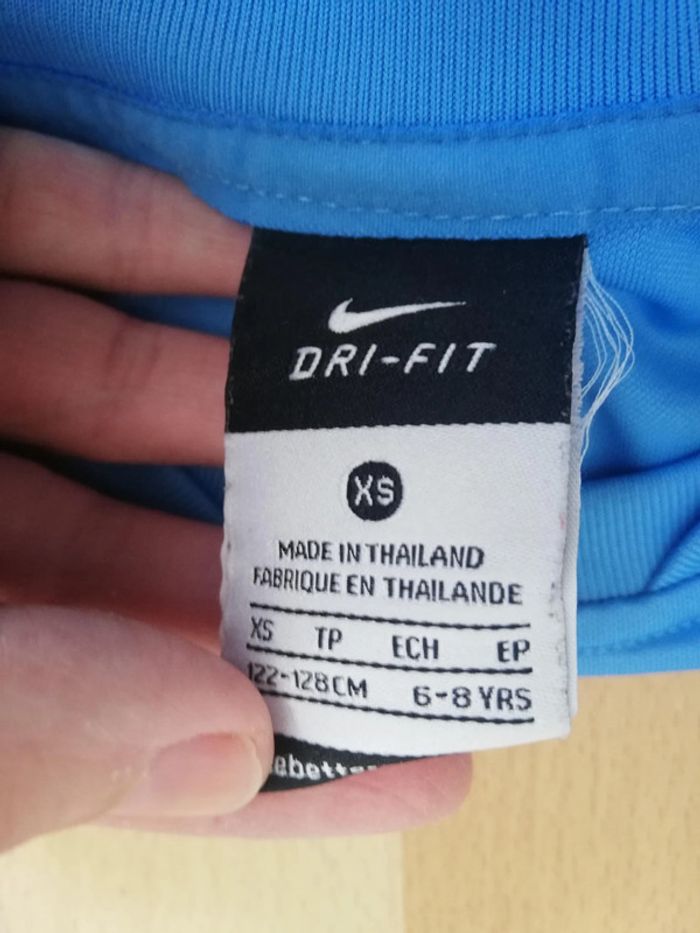 DRI-FIT
XS
MADE IN THAILAND
FABRIQUE EN THAILANDE
XS TP ECH EP
122-128CM 6-8 YRS